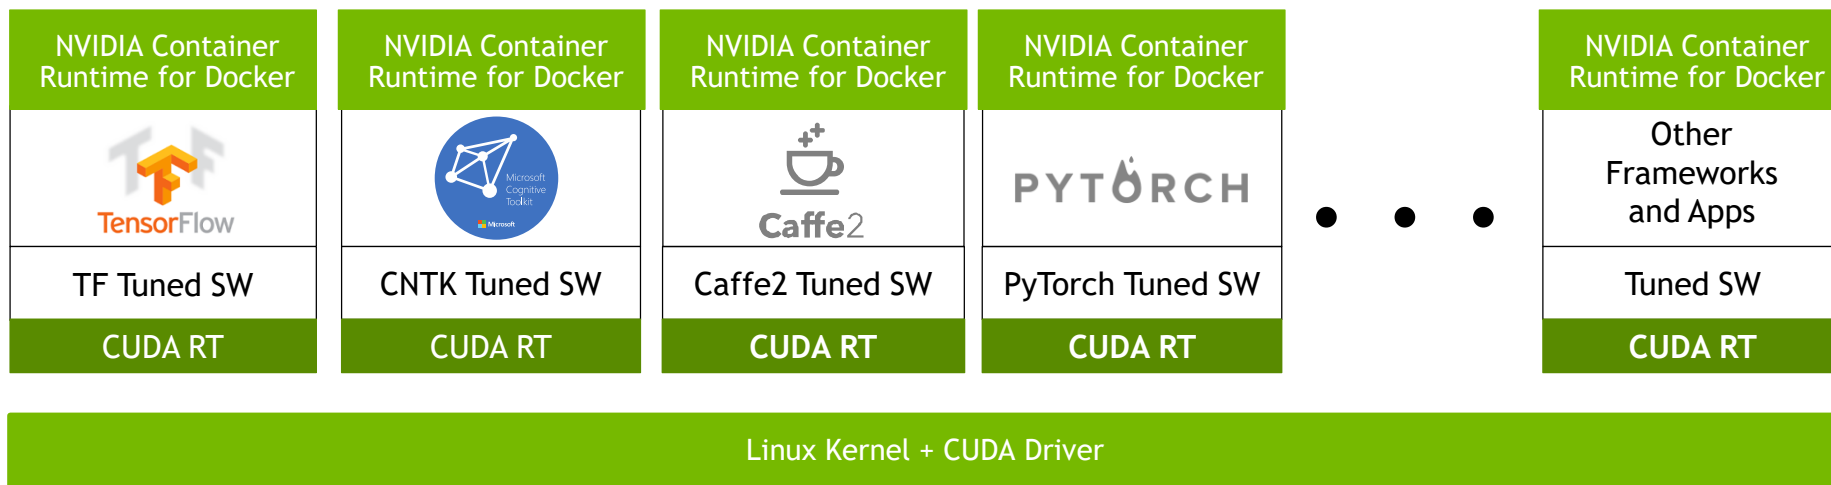 NVIDIA Container
Runtime for Docker
TensorFlow
TF Tuned SW
CUDA RT
NVIDIA Container
Runtime for Docker
Microsoft
Cognitive
Toolkit
Microsoft
CNTK Tuned SW
CUDA RT
NVIDIA Container
Runtime for Docker
Caffe2
Caffe2 Tuned SW
CUDA RT
NVIDIA Container
Runtime for Docker
PYTORCH
PyTorch Tuned SW
CUDA RT
• • •
NVIDIA Container
Runtime for Docker
Other
Frameworks
and Apps
Tuned SW
CUDA RT
Linux Kernel + CUDA Driver